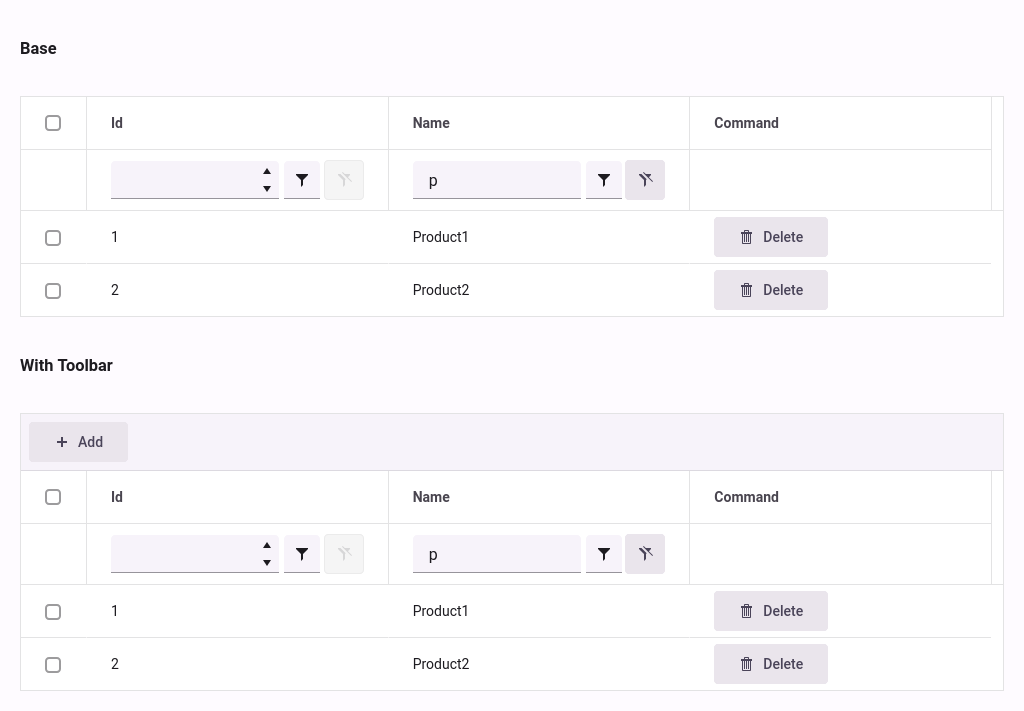 Base
Id Name Command
p
1 Product1 Delete
2 Product2 Delete
With Toolbar
Add
Id Name Command
p
1 Product1 Delete
2 Product2 Delete